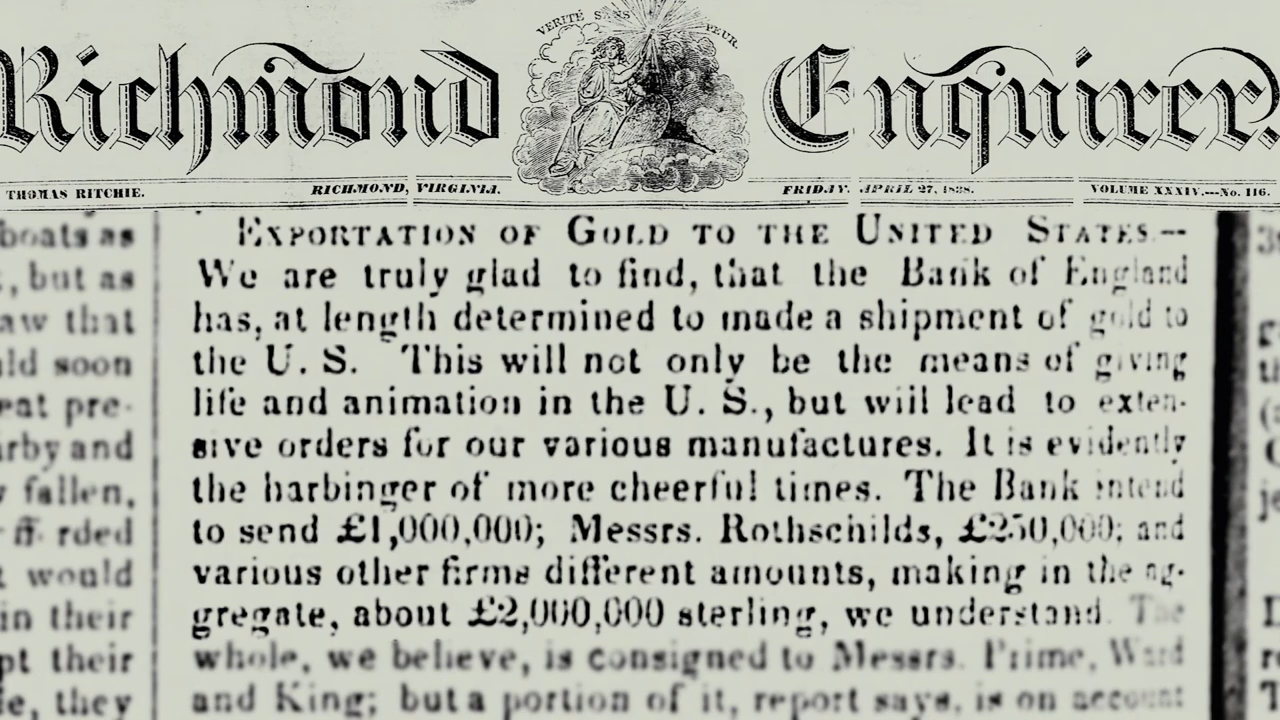 VERITÉ SANS PEUR.
Richmond Enquirer.
THOMAS RITCHIE. RICHMOND, VIRGINIA, FRIDAY, APRIL 27, 1838. VOLUME XXXIV.---No. 116.
EXPORTATION OF GOLD TO THE UNITED STATES.--
We are truly glad to find, that the Bank of England
has, at length determined to made a shipment of gold to
the U. S. This will not only be the means of giving
life and animation in the U. S., but will lead to exten-
sive orders for our various manufactures. It is evidently
the harbinger of more cheerful times. The Bank intend
to send £1,000,000; Messrs. Rothschilds, £250,000; and
various other firms different amounts, making in the ag-
gregate, about £2,000,000 sterling, we understand. The
whole, we believe, is consigned to Messrs. Prime, Ward
and King; but a portion of it, report says, is on account
boats as
, but as
aw that
ld soon
eat pre-
rby and
fallen,
rded
would
in their
pt their
le, they